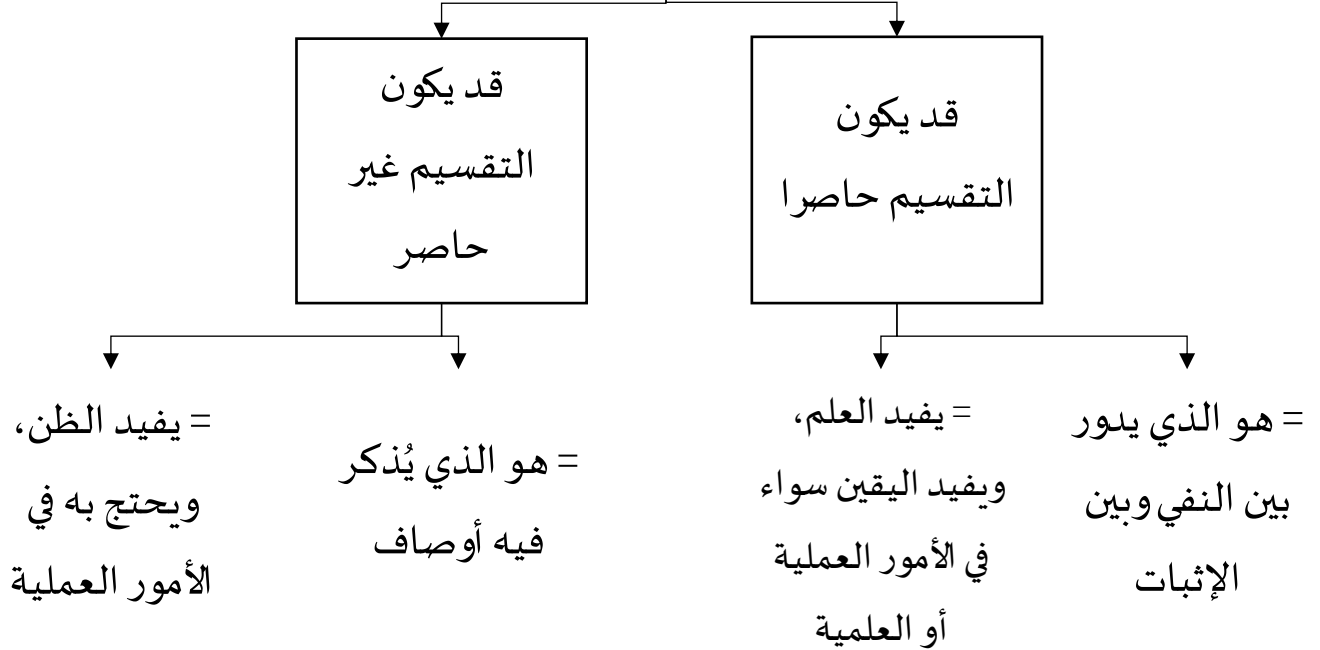 قد يكون
التقسيم حاصرا
قد يكون
التقسيم غير
حاصر
= هو الذي يدور
بين النفي وبين
الإثبات
= يفيد العلم،
ويفيد اليقين سواء
في الأمور العملية
أو العلمية
= هو الذي يُذكر
فيه أوصاف
= يفيد الظن،
ويحتج به في
الأمور العملية